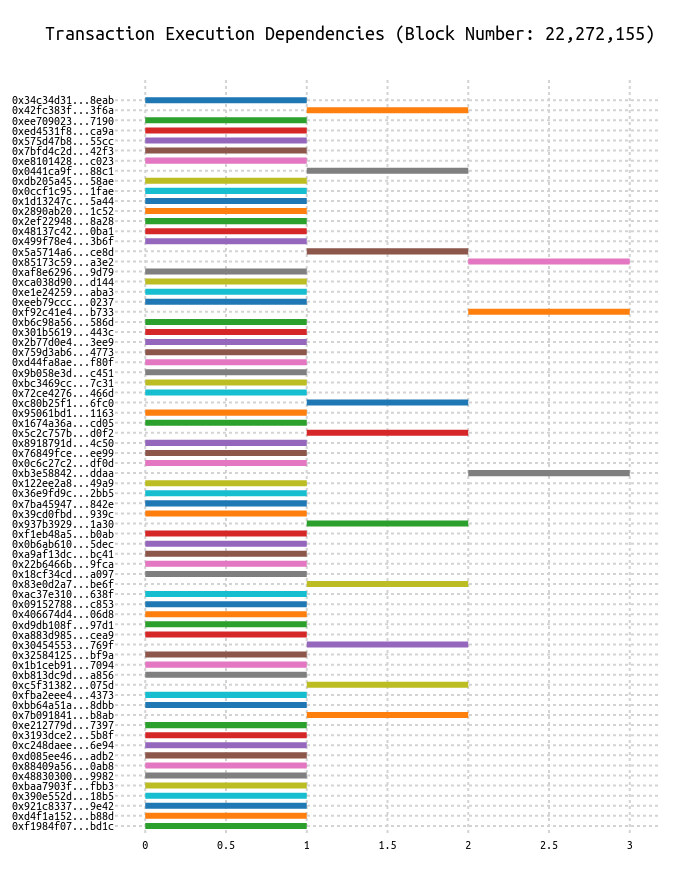 Transaction Execution Dependencies (Block Number: 22,272,155)
0x34c34d31...8eab
0x42fc383f...3f6a
0xee709023...7190
0xed4531f8...ca9a
0x575d47b8...55cc
0x7bfd4c2d...42f3
0xe8101428...c023
0x0441ca9f...88c1
0xdb205a45...58ae
0x0ccf1c95...1fae
0x1d13247c...5a44
0x2890ab20...1c52
0x2ef22948...8a28
0x48137c42...0ba1
0x499f78e4...3b6f
0x5a5714a6...ce8d
0x85173c59...a3e2
0xaf8e6296...9d79
0xca038d90...d144
0xe1e24259...aba3
0xeeb79ccc...0237
0xf92c41e4...b733
0xb6c98a56...586d
0x301b5619...443c
0x2b77d0e4...3ee9
0x759d3ab6...4773
0xd44fa8ae...f80f
0x9b058e3d...c451
0xbc3469cc...7c31
0x72ce4276...466d
0xc80b25f1...6fc0
0x95061bd1...1163
0x1674a36a...cd05
0x5c2c757b...d0f2
0x8918791d...4c50
0x76849fce...ee99
0x0c6c27c2...df0d
0xb3e58842...ddaa
0x122ee2a8...49a9
0x36e9fd9c...2bb5
0x7ba45947...842e
0x39cd0fbd...939c
0x937b3929...1a30
0xf1eb48a5...b0ab
0x0b6ab610...5dec
0xa9af13dc...bc41
0x22b6466b...9fca
0x18cf34cd...a097
0x83e0d2a7...be6f
0xac37e310...638f
0x09152788...c853
0x406674d4...06d8
0xd9db108f...97d1
0xa883d985...cea9
0x30454553...769f
0x32584125...bf9a
0x1b1ceb91...7094
0xb813dc9d...a856
0xc5f31382...075d
0xfba2eee4...4373
0xbb64a51a...8dbb
0x7b091841...b8ab
0xe212779d...7397
0x3193dce2...5b8f
0xc248daee...6e94
0xd085ee46...adb2
0x88409a56...0ab8
0x48830300...9982
0xbaa7903f...fbb3
0x390e552d...18b5
0x921c8337...9e42
0xd4f1a152...b88d
0xf1984f07...bd1c
0 0.5 1 1.5 2 2.5 3